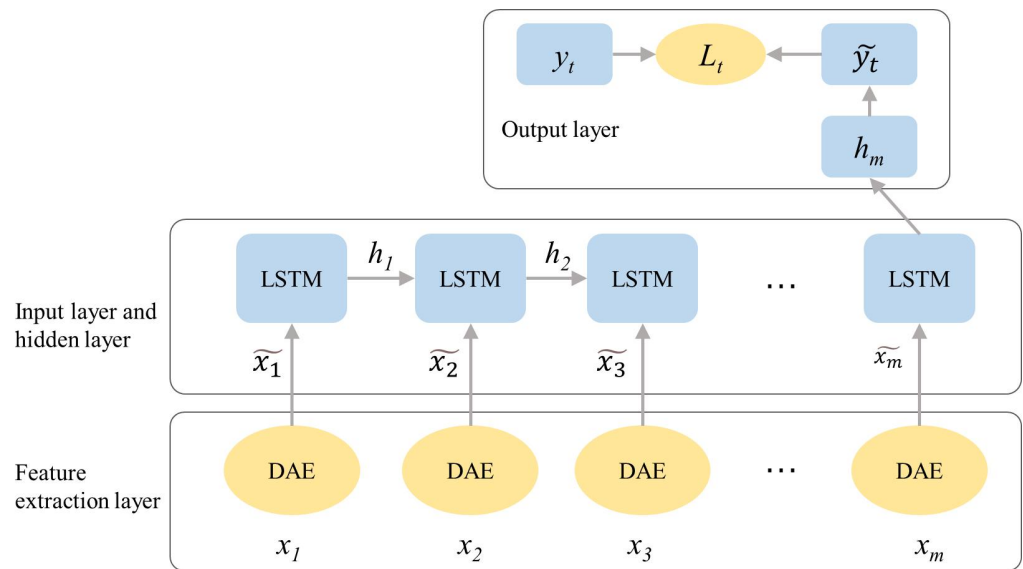 y_t L_t ỹ_t
Output layer
h_m
h_1 h_2
LSTM LSTM LSTM ... LSTM
Input layer and
hidden layer
x̃_1 x̃_2 x̃_3 x̃_m
DAE DAE DAE ... DAE
Feature
extraction layer
x_1 x_2 x_3 x_m